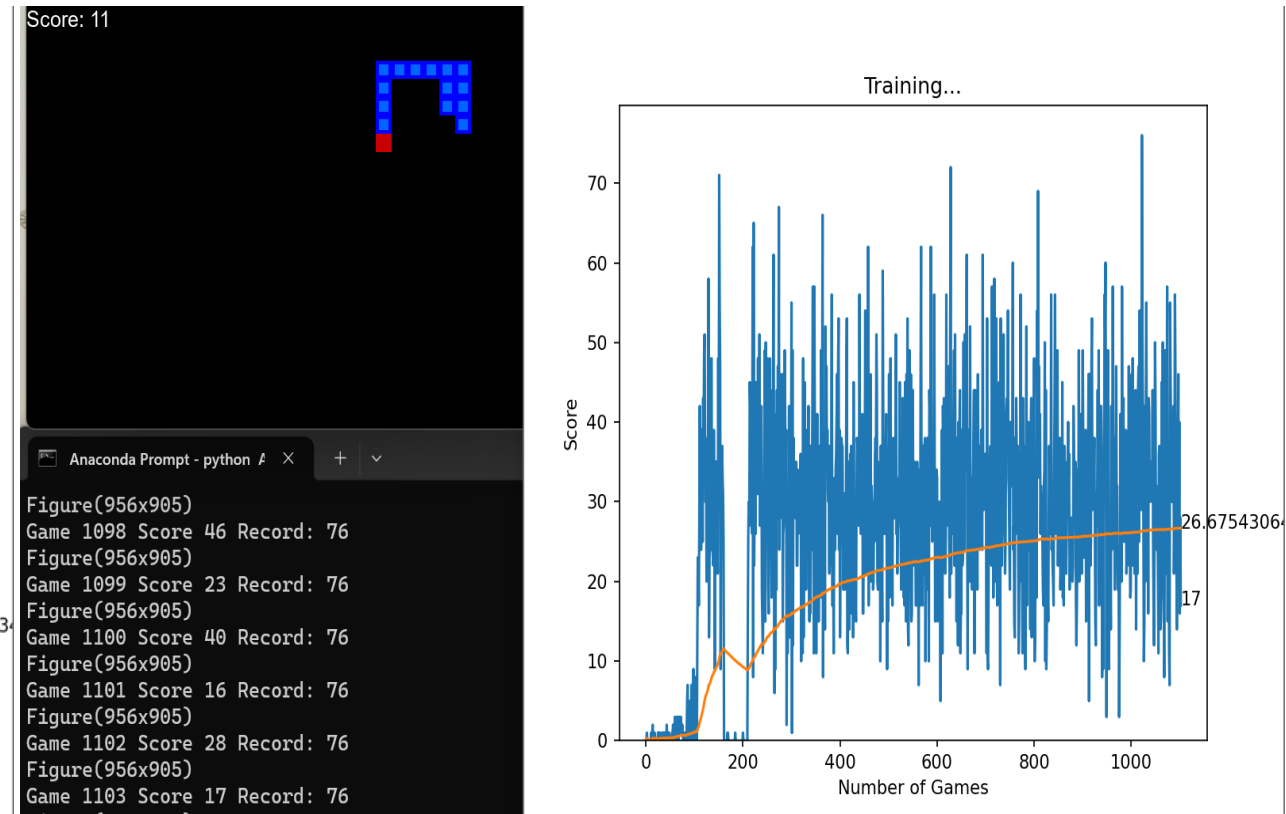 Score: 11
Anaconda Prompt - python
Figure(956x905)
Game 1098 Score 46 Record: 76
Figure(956x905)
Game 1099 Score 23 Record: 76
Figure(956x905)
Game 1100 Score 40 Record: 76
Figure(956x905)
Game 1101 Score 16 Record: 76
Figure(956x905)
Game 1102 Score 28 Record: 76
Figure(956x905)
Game 1103 Score 17 Record: 76
Training...
Score
70
60
50
40
30
20
10
0
26.67543064
17
0 200 400 600 800 1000
Number of Games